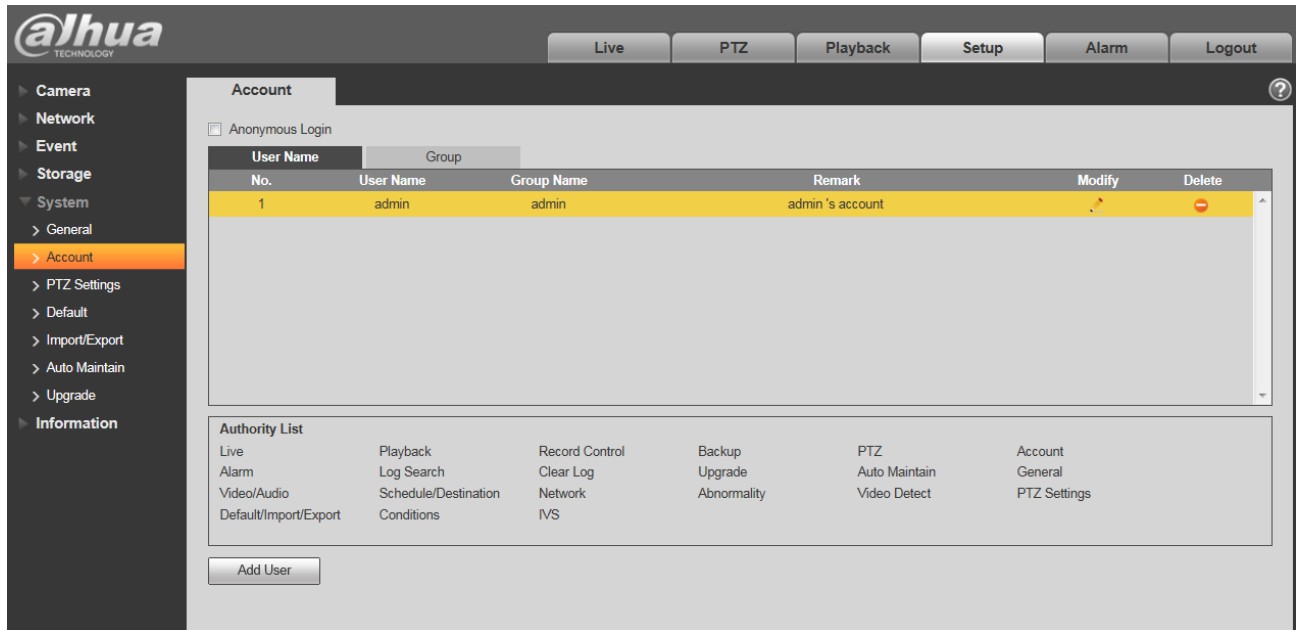 alhua
TECHNOLOGY
Live PTZ Playback Setup Alarm Logout
Camera
Network
Event
Storage
System
General
Account
PTZ Settings
Default
Import/Export
Auto Maintain
Upgrade
Information
Account ?
Anonymous Login
User Name Group
No. User Name Group Name Remark Modify Delete
1 admin admin admin 's account
Authority List
Live Playback Record Control Backup PTZ Account
Alarm Log Search Clear Log Upgrade Auto Maintain General
Video/Audio Schedule/Destination Network Abnormality Video Detect PTZ Settings
Default/Import/Export Conditions IVS
Add User